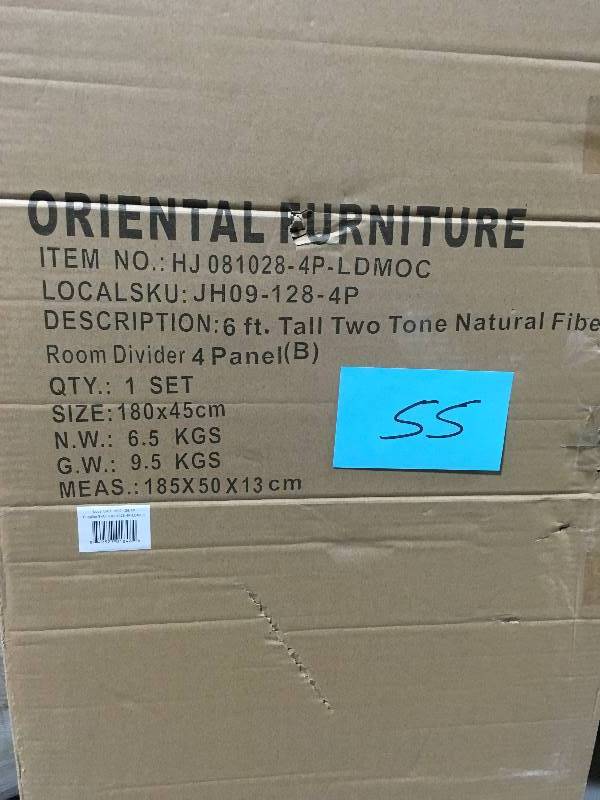 ORIENTAL FURNITURE
ITEM NO.: HJ 081028-4P-LDMOC
LOCALSKU: JH09-128-4P
DESCRIPTION: 6 ft. Tall Two Tone Natural Fibe
Room Divider 4 Panel(B)
QTY.: 1 SET
SIZE: 180x45cm
N.W.: 6.5 KGS
G.W.: 9.5 KGS
MEAS.: 185X50X13cm
55